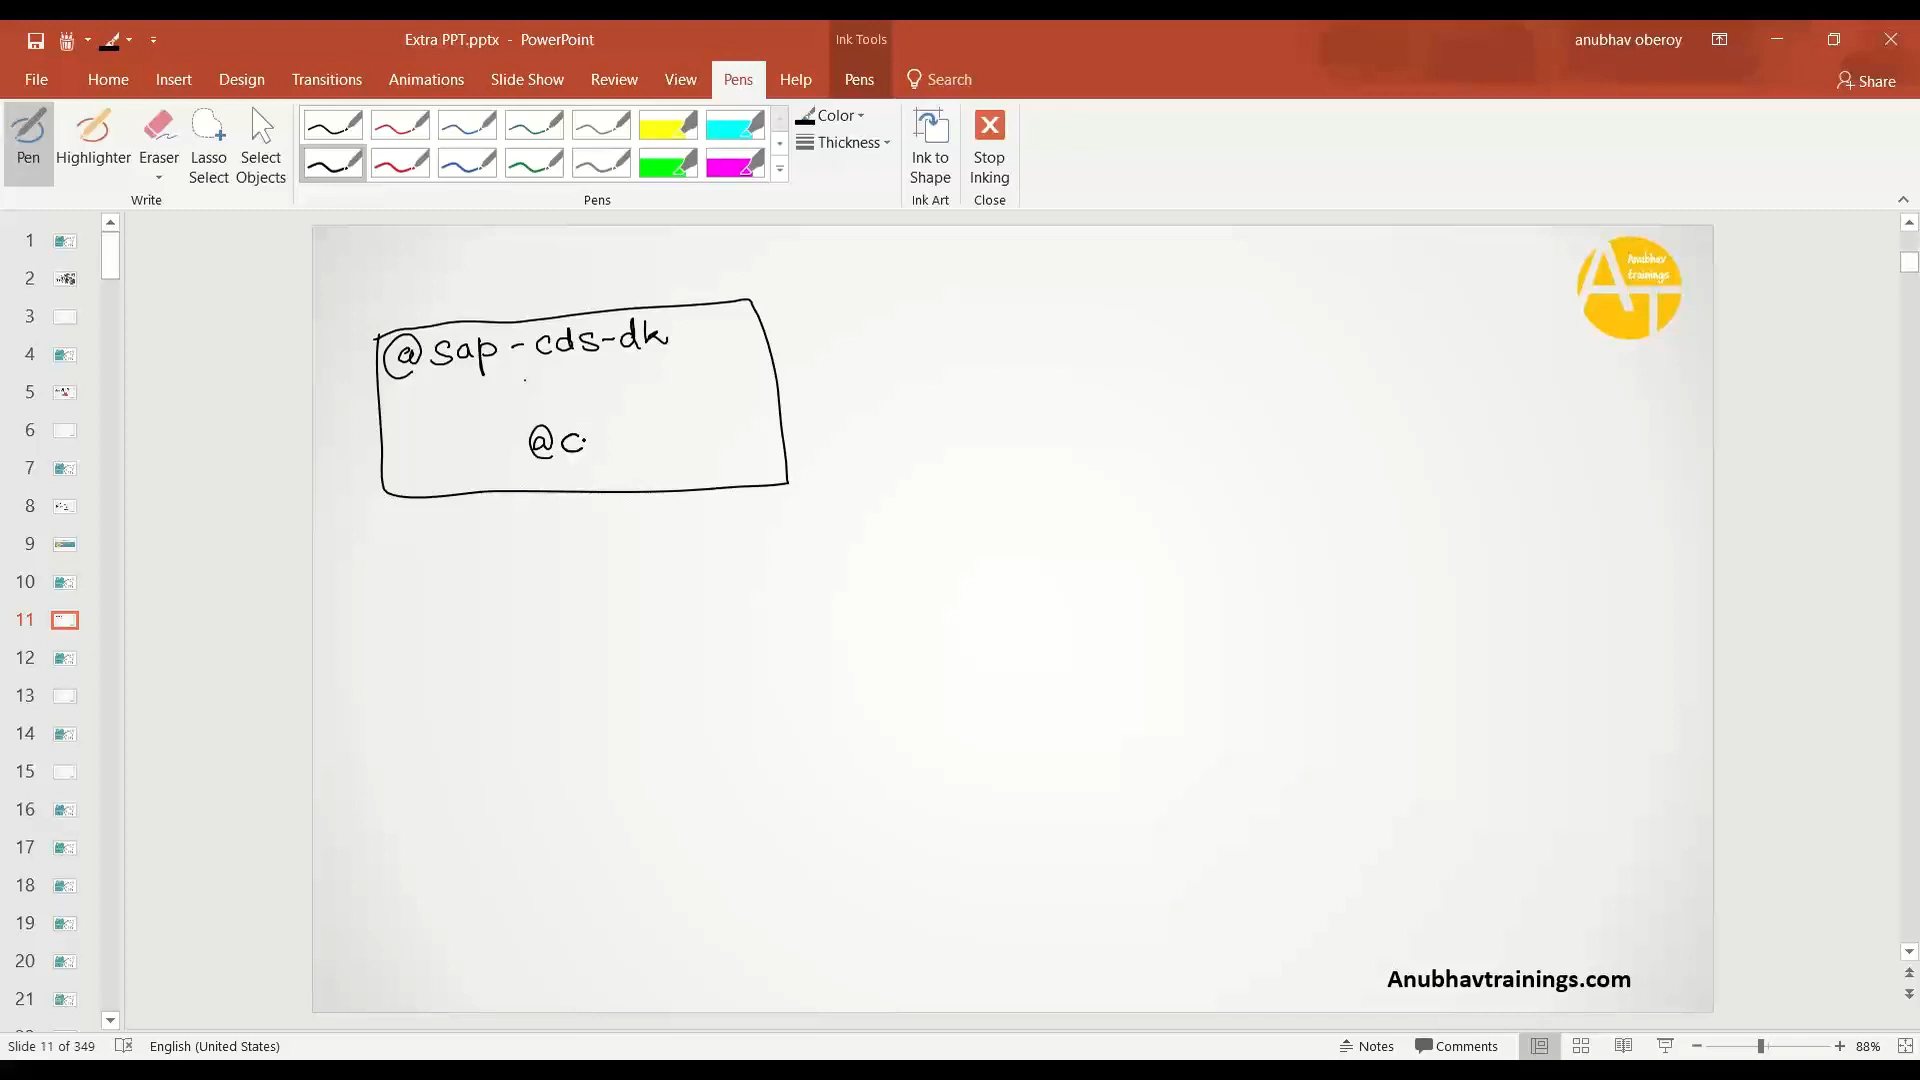 Extra PPT.pptx - PowerPoint
Ink Tools
anubhav oberoy
File Home Insert Design Transitions Animations Slide Show Review View Pens Help Pens Search
Share
Pen
Highlighter
Eraser
Lasso Select
Select Objects
Color
Thickness
Ink to Shape
Stop Inking
Write
Pens
Ink Art
Close
1
2
3
4
5
6
7
8
9
10
11
12
13
14
15
16
17
18
19
20
21
Anubhav
trainings
AT
@sap-cds-dk
@c
Anubhavtrainings.com
Slide 11 of 349
English (United States)
Notes
Comments
88%